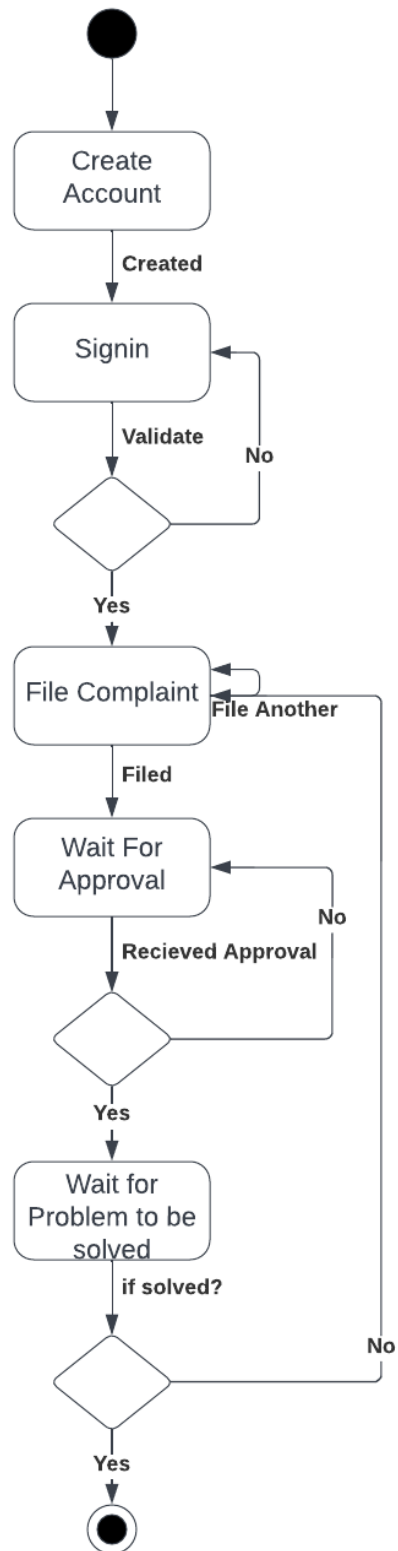 Create
Account
Created
Signin
Validate
No
Yes
File Complaint
File Another
Filed
Wait For
Approval
No
Recieved Approval
Yes
Wait for
Problem to be
solved
if solved?
No
Yes